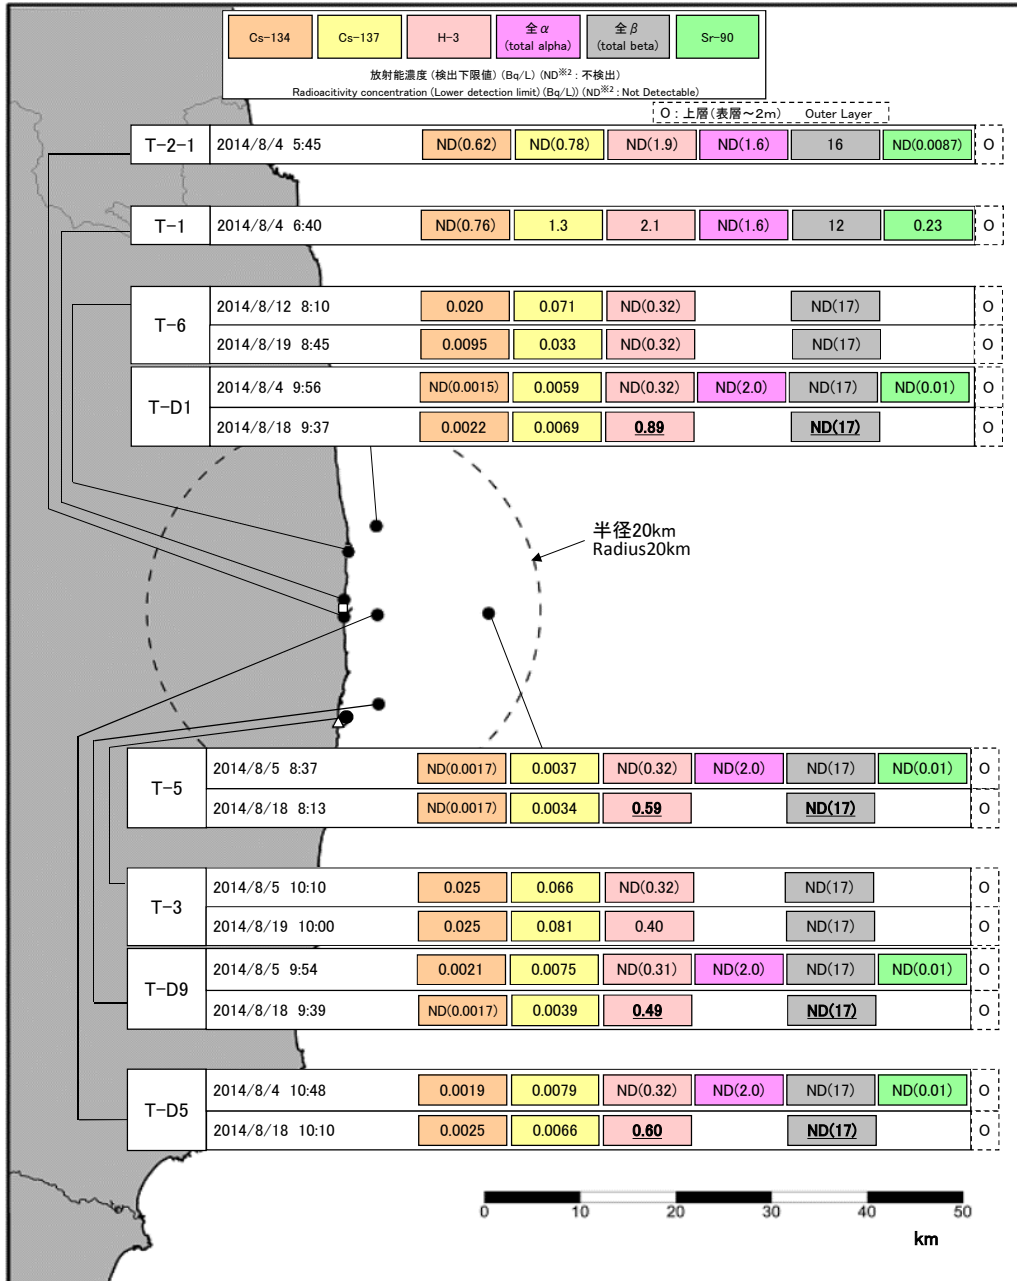 Cs-134 Cs-137 H-3 全α (total alpha) 全β (total beta) Sr-90
放射能濃度 (検出下限値) (Bq/L) (ND※2 : 不検出)
Radioacitivity concentration (Lower detection limit) (Bq/L)) (ND※2 : Not Detectable)
O : 上層(表層～2m) Outer Layer
T-2-1 2014/8/4 5:45 ND(0.62) ND(0.78) ND(1.9) ND(1.6) 16 ND(0.0087) O
T-1 2014/8/4 6:40 ND(0.76) 1.3 2.1 ND(1.6) 12 0.23 O
T-6
2014/8/12 8:10 0.020 0.071 ND(0.32) ND(17) O
2014/8/19 8:45 0.0095 0.033 ND(0.32) ND(17) O
T-D1
2014/8/4 9:56 ND(0.0015) 0.0059 ND(0.32) ND(2.0) ND(17) ND(0.01) O
2014/8/18 9:37 0.0022 0.0069 0.89 ND(17) O
半径20km
Radius20km
T-5
2014/8/5 8:37 ND(0.0017) 0.0037 ND(0.32) ND(2.0) ND(17) ND(0.01) O
2014/8/18 8:13 ND(0.0017) 0.0034 0.59 ND(17) O
T-3
2014/8/5 10:10 0.025 0.066 ND(0.32) ND(17) O
2014/8/19 10:00 0.025 0.081 0.40 ND(17) O
T-D9
2014/8/5 9:54 0.0021 0.0075 ND(0.31) ND(2.0) ND(17) ND(0.01) O
2014/8/18 9:39 ND(0.0017) 0.0039 0.49 ND(17) O
T-D5
2014/8/4 10:48 0.0019 0.0079 ND(0.32) ND(2.0) ND(17) ND(0.01) O
2014/8/18 10:10 0.0025 0.0066 0.60 ND(17) O
0 10 20 30 40 50
km